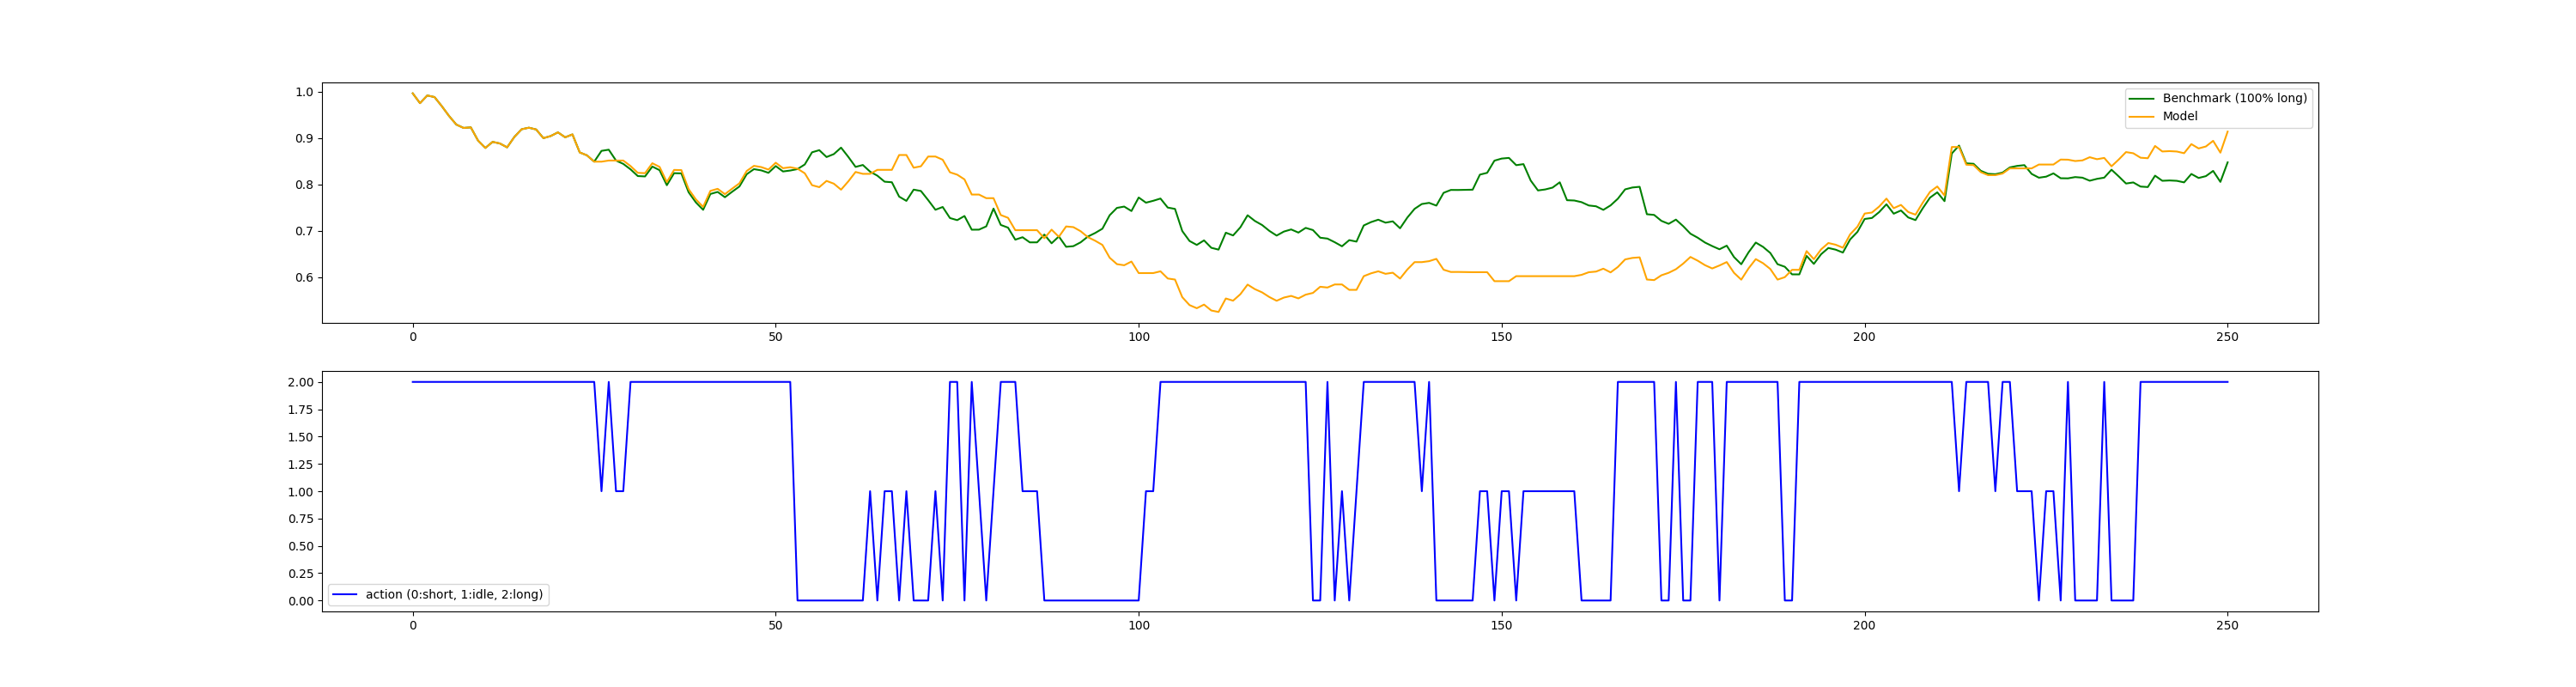 1.0
0.9
0.8
0.7
0.6
Benchmark (100% long)
Model
0 50 100 150 200 250
2.00
1.75
1.50
1.25
1.00
0.75
0.50
0.25
0.00
action (0:short, 1:idle, 2:long)
0 50 100 150 200 250